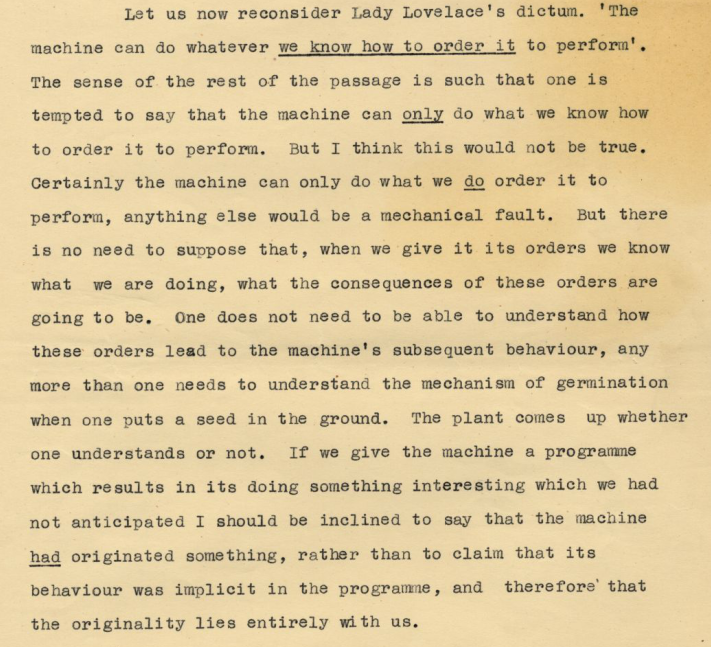 Let us now reconsider Lady Lovelace's dictum. 'The
machine can do whatever we know how to order it to perform'.
The sense of the rest of the passage is such that one is
tempted to say that the machine can only do what we know how
to order it to perform. But I think this would not be true.
Certainly the machine can only do what we do order it to
perform, anything else would be a mechanical fault. But there
is no need to suppose that, when we give it its orders we know
what we are doing, what the consequences of these orders are
going to be. One does not need to be able to understand how
these orders lead to the machine's subsequent behaviour, any
more than one needs to understand the mechanism of germination
when one puts a seed in the ground. The plant comes up whether
one understands or not. If we give the machine a programme
which results in its doing something interesting which we had
not anticipated I should be inclined to say that the machine
had originated something, rather than to claim that its
behaviour was implicit in the programme, and therefore that
the originality lies entirely with us.